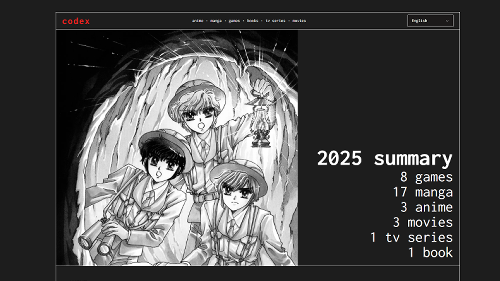 codex
anime - manga - games - books - tv series - movies
English
2025 summary
8 games
17 manga
3 anime
3 movies
1 tv series
1 book